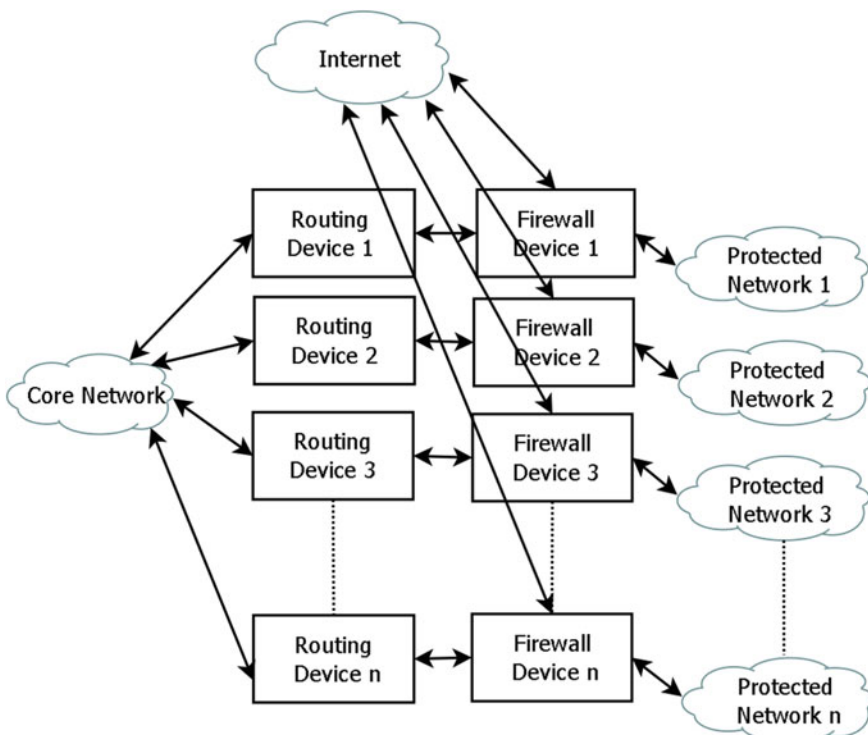 Internet
Routing
Device 1
Firewall
Device 1
Protected
Network 1
Routing
Device 2
Firewall
Device 2
Protected
Network 2
Core Network
Routing
Device 3
Firewall
Device 3
Protected
Network 3
Routing
Device n
Firewall
Device n
Protected
Network n